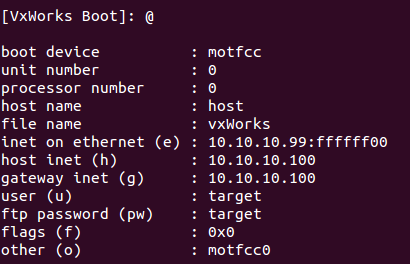 [VxWorks Boot]: @
boot device : motfcc
unit number : 0
processor number : 0
host name : host
file name : vxWorks
inet on ethernet (e) : 10.10.10.99:ffffff00
host inet (h) : 10.10.10.100
gateway inet (g) : 10.10.10.100
user (u) : target
ftp password (pw) : target
flags (f) : 0x0
other (o) : motfcc0